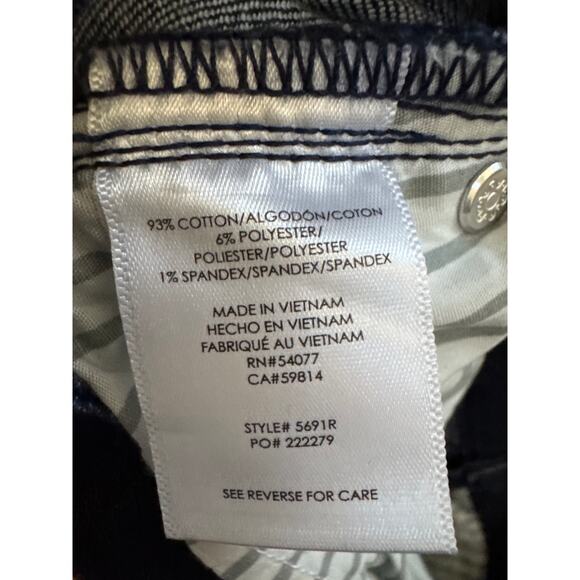 93% COTTON/ALGODÓN/COTON
6% POLYESTER/
POLIESTER/POLYESTER
1% SPANDEX/SPANDEX/SPANDEX
MADE IN VIETNAM
HECHO EN VIETNAM
FABRIQUÉ AU VIETNAM
RN#54077
CA#59814
STYLE# 5691R
PO# 222279
SEE REVERSE FOR CARE